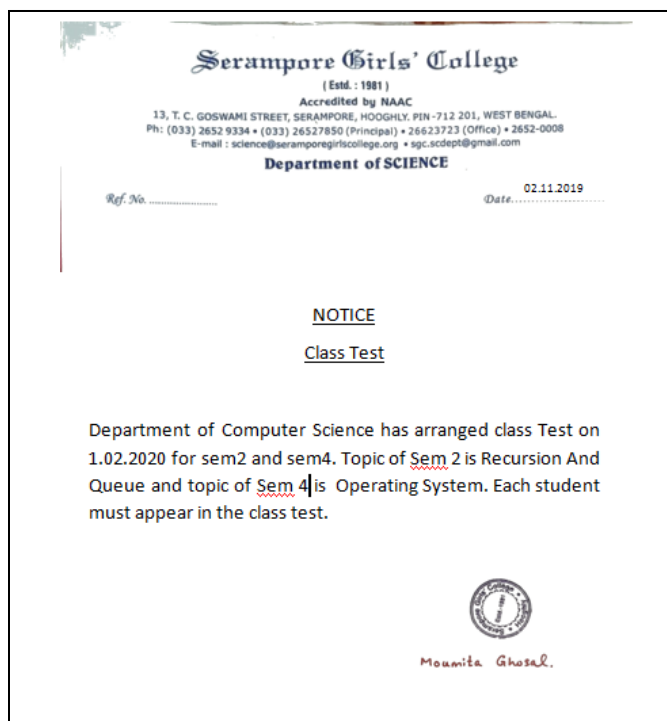 Serampore Girls' College
( Estd. : 1981 )
Accredited by NAAC
13, T. C. GOSWAMI STREET, SERAMPORE, HOOGHLY. PIN -712 201, WEST BENGAL.
Ph: (033) 2652 9334 • (033) 26527850 (Principal) • 26623723 (Office) • 2652-0008
E-mail : science@seramporegirlscollege.org • sgc.scdept@gmail.com
Department of SCIENCE
Ref. No. ........................ Date........................ 02.11.2019
NOTICE
Class Test
Department of Computer Science has arranged class Test on
1.02.2020 for sem2 and sem4. Topic of Sem 2 is Recursion And
Queue and topic of Sem 4 is Operating System. Each student
must appear in the class test.
Serampore Girls' College
Moumita Ghosal.